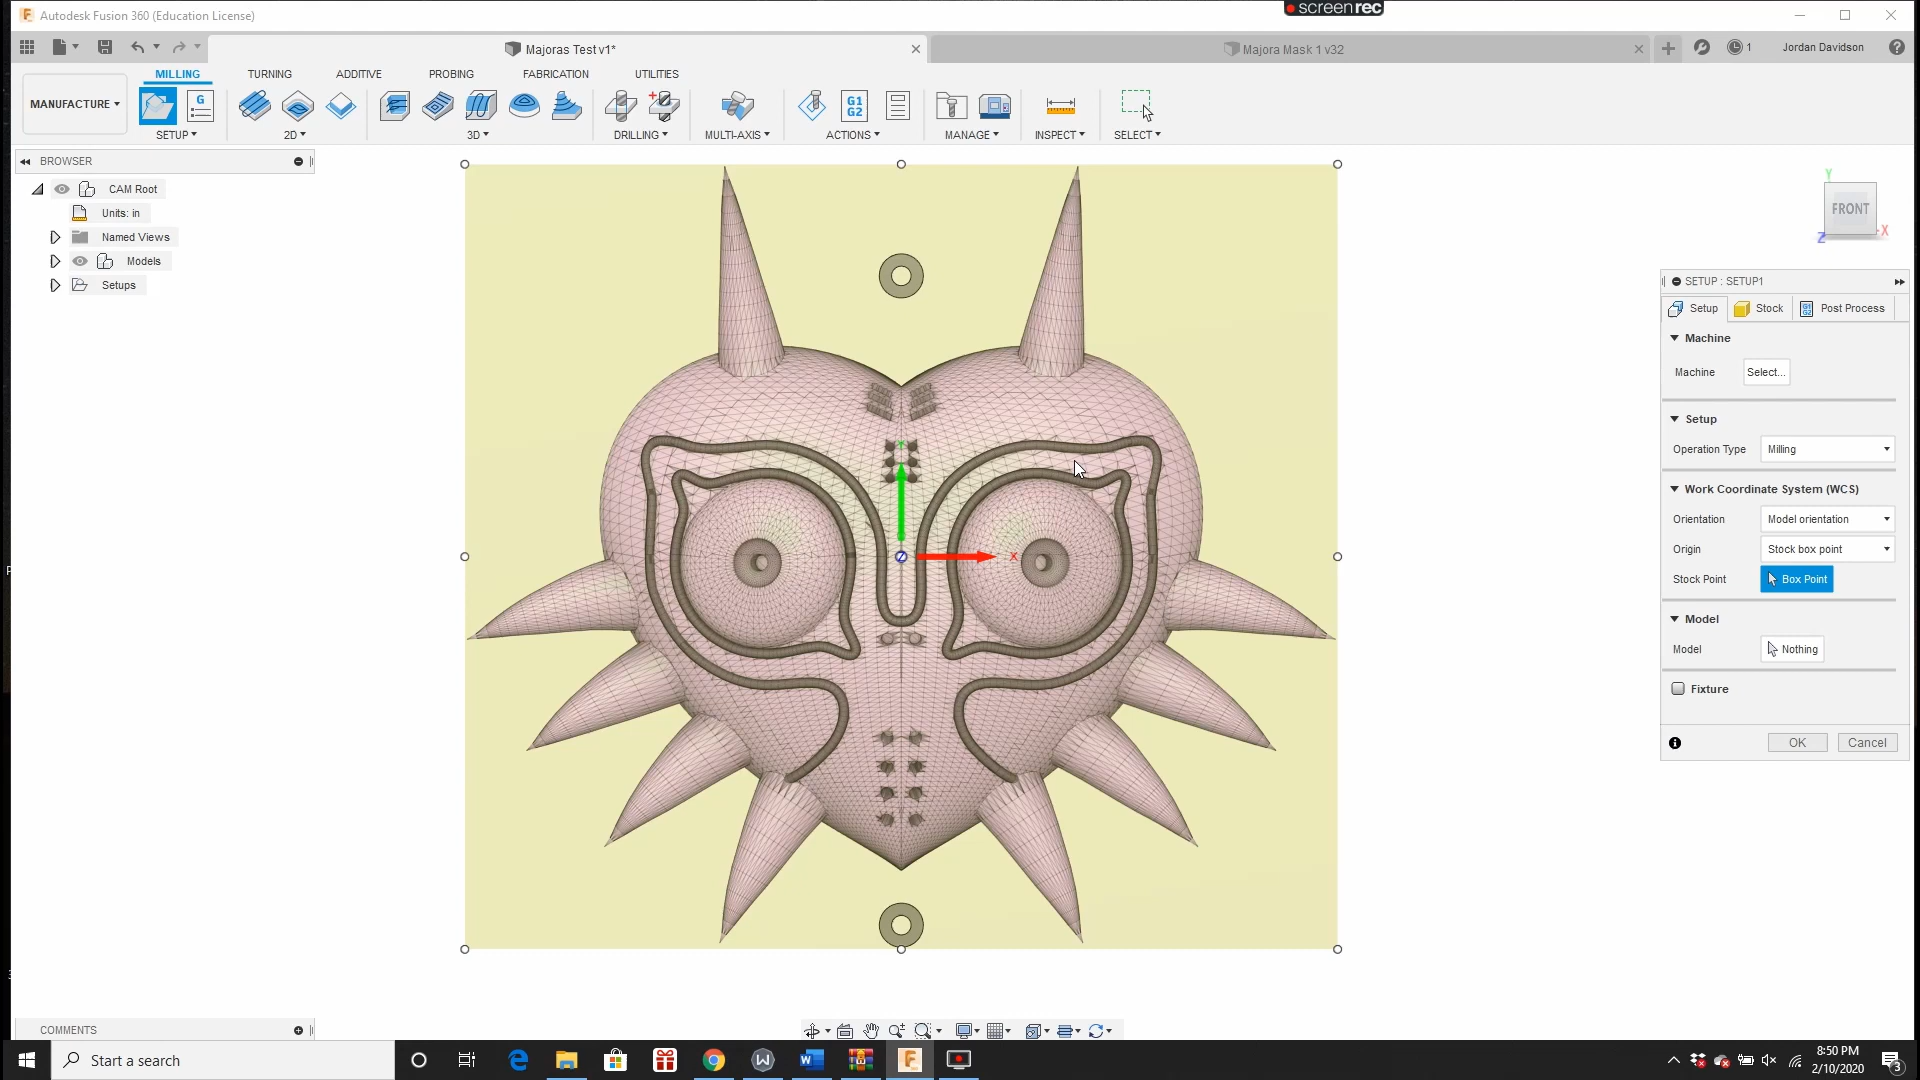 screenrec
Autodesk Fusion 360 (Education License)
Majoras Test v1*
Majora Mask 1 v32
1
Jordan Davidson
MILLING
TURNING
ADDITIVE
PROBING
FABRICATION
UTILITIES
MANUFACTURE
G
G1
G2
SETUP
2D
3D
DRILLING
MULTI-AXIS
ACTIONS
MANAGE
INSPECT
SELECT
BROWSER
CAM Root
Units: in
Named Views
Models
Setups
Y
FRONT
Z
X
Y
Z
X
SETUP : SETUP1
Setup
Stock
Post Process
Machine
Machine
Select...
Setup
Operation Type
Milling
Work Coordinate System (WCS)
Orientation
Model orientation
Origin
Stock box point
Stock Point
Box Point
Model
Model
Nothing
Fixture
OK
Cancel
COMMENTS
Start a search
8:50 PM
2/10/2020
3